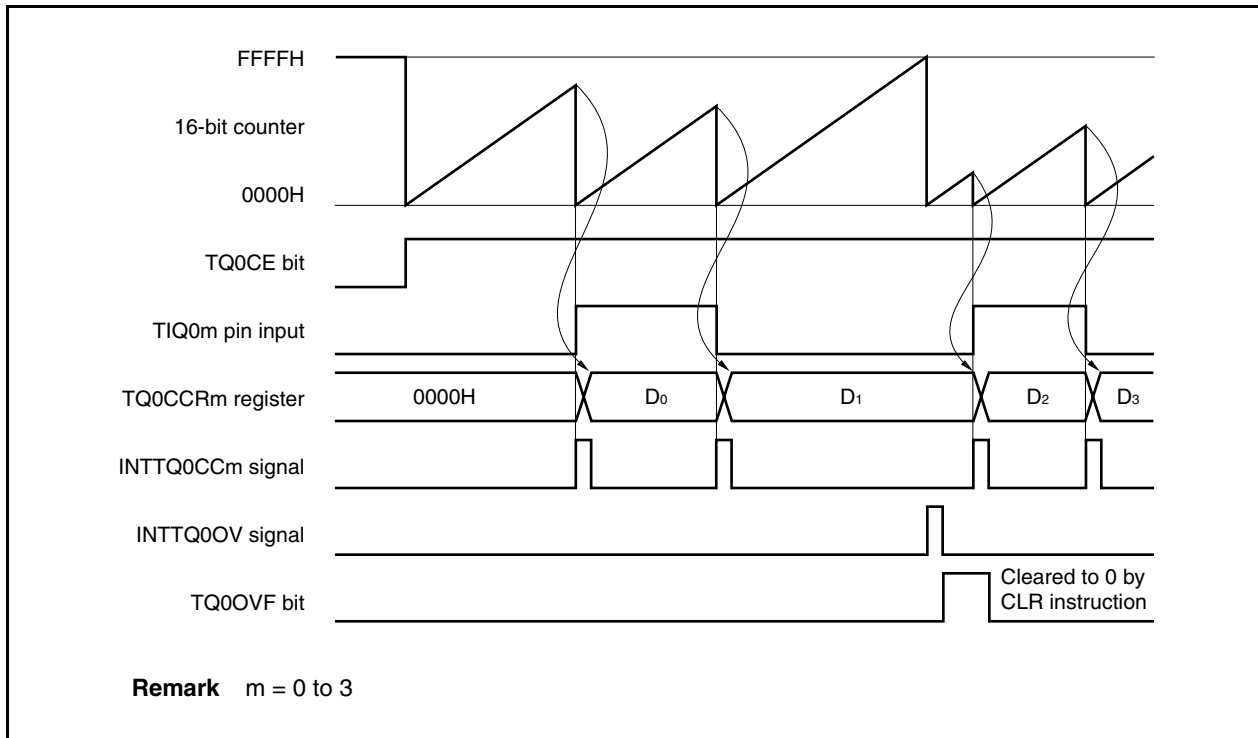 FFFFH
16-bit counter
0000H
TQ0CE bit
TIQ0m pin input
TQ0CCRm register
0000H
D0
D1
D2
D3
INTTQ0CCm signal
INTTQ0OV signal
TQ0OVF bit
Cleared to 0 by
CLR instruction
Remark m = 0 to 3